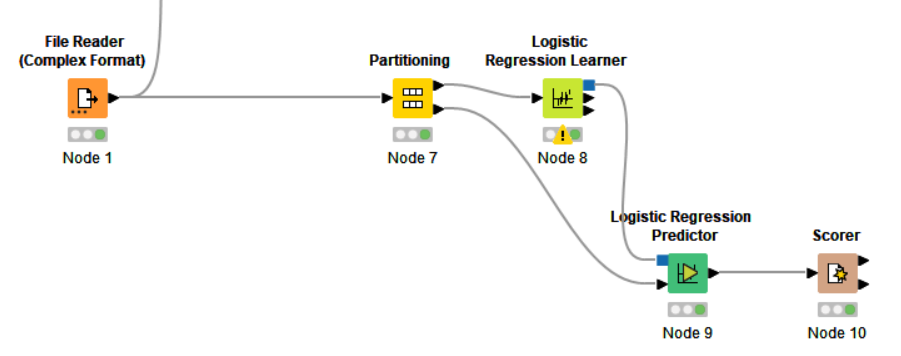 File Reader
(Complex Format)
Node 1
Partitioning
Node 7
Logistic
Regression Learner
Node 8
Logistic Regression
Predictor
Node 9
Scorer
Node 10